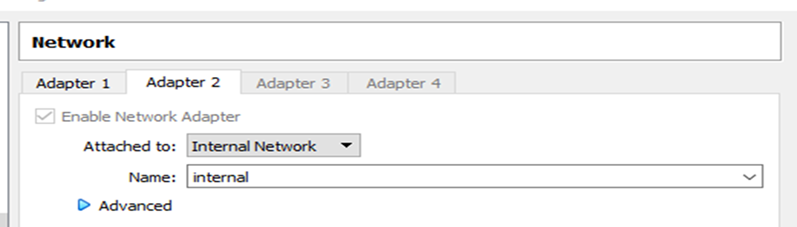 Network
Adapter 1 Adapter 2 Adapter 3 Adapter 4
Enable Network Adapter
Attached to: Internal Network
Name: internal
Advanced